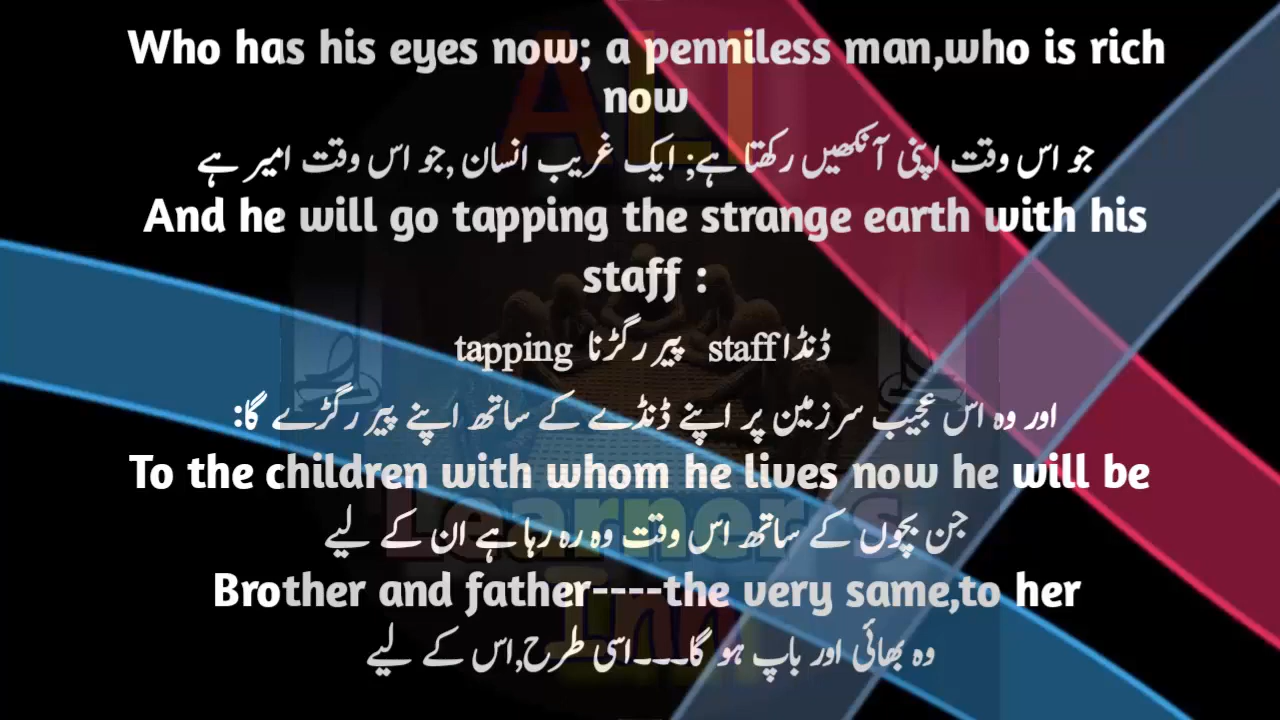 Who has his eyes now; a penniless man,who is rich
now
جو اس وقت اپنی آنکھیں رکھتا ہے; ایک غریب انسان ,جو اس وقت امیر ہے
And he will go tapping the strange earth with his
staff :
ڈنڈا staff پیر رگڑنا tapping
اور وہ اس عجیب سرزمین پر اپنے ڈنڈے کے ساتھ اپنے پیر رگڑے گا:
To the children with whom he lives now he will be
جن بچوں کے ساتھ اس وقت وہ رہ رہا ہے ان کے لیے
Brother and father----the very same,to her
وہ بھائی اور باپ ہو گا۔۔۔اسی طرح,اس کے لیے
ALI
Learner's
Inn